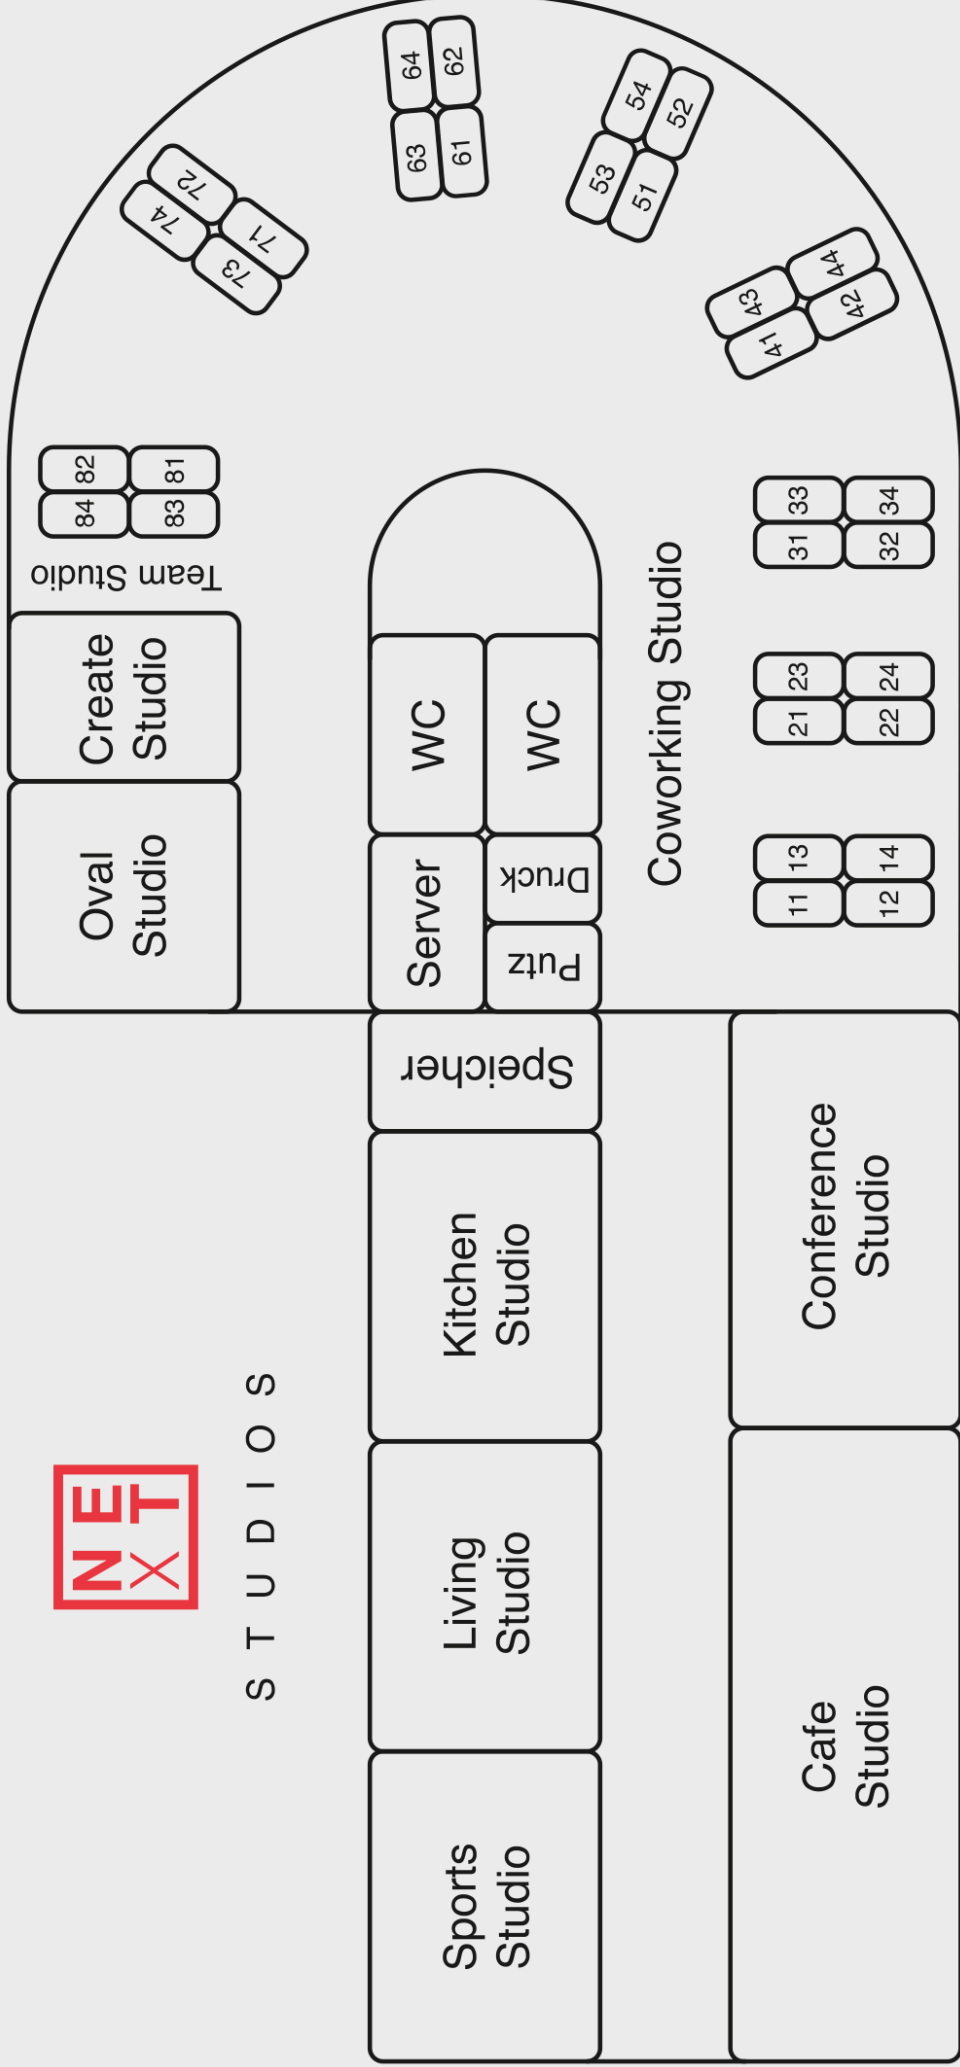 NE
XT
STUDIOS
Sports
Studio
Living
Studio
Kitchen
Studio
Speicher
Cafe
Studio
Conference
Studio
Oval
Studio
Create
Studio
Team Studio
Server
Putz
Druck
WC
WC
Coworking Studio
11 13
12 14
21 23
22 24
31 33
32 34
43 44
41 42
54 52
53 51
64 62
63 61
72 71
74 73
84 82
83 81